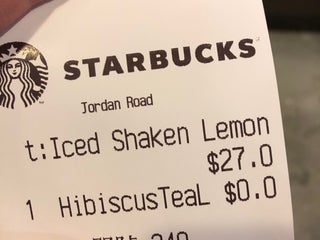 STARBUCKS
Jordan Road
t:Iced Shaken Lemon
$27.0
1 HibiscusTeaL $0.0